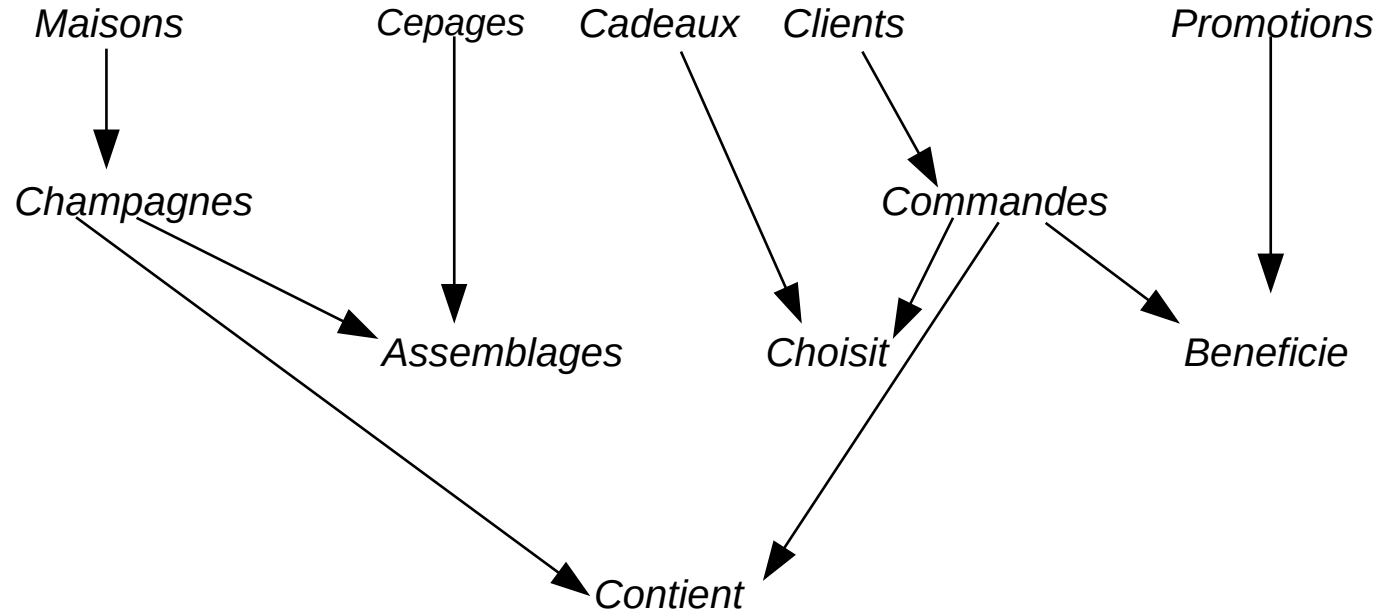 Maisons Cepages Cadeaux Clients Promotions
Champagnes Commandes
Assemblages Choisit Beneficie
Contient